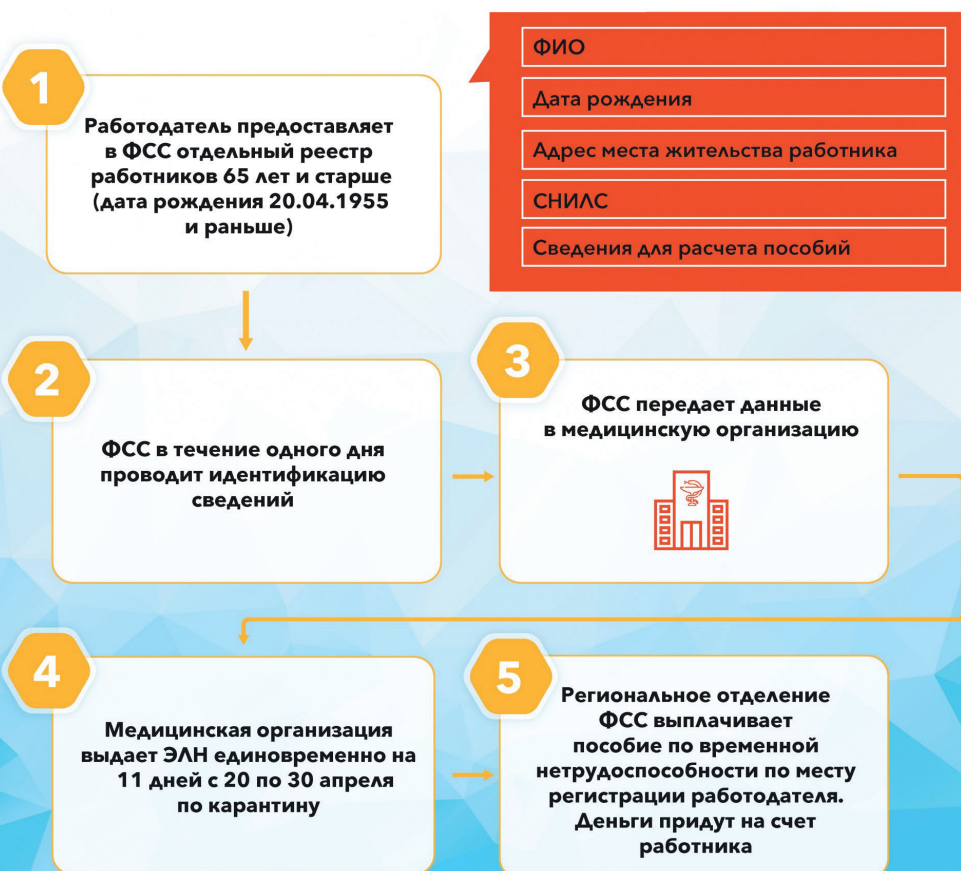 1
Работодатель предоставляет
в ФСС отдельный реестр
работников 65 лет и старше
(дата рождения 20.04.1955
и раньше)
ФИО
Дата рождения
Адрес места жительства работника
СНИЛС
Сведения для расчета пособий
2
ФСС в течение одного дня
проводит идентификацию
сведений
3
ФСС передает данные
в медицинскую организацию
4
Медицинская организация
выдает ЭЛН единовременно на
11 дней с 20 по 30 апреля
по карантину
5
Региональное отделение
ФСС выплачивает
пособие по временной
нетрудоспособности по месту
регистрации работодателя.
Деньги придут на счет
работника